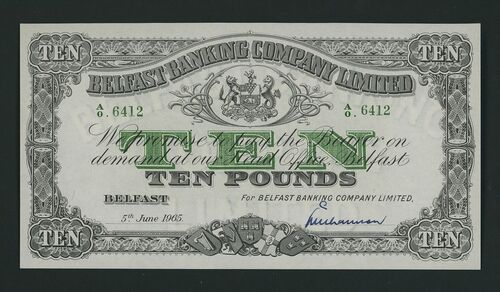 TEN TEN
BELFAST BANKING COMPANY LIMITED
A/O. 6412 A/O. 6412
We promise to pay the Bearer on
demand at our Head Office, Belfast
TEN
TEN POUNDS
BELFAST For BELFAST BANKING COMPANY LIMITED,
5th June 1965.
TEN TEN